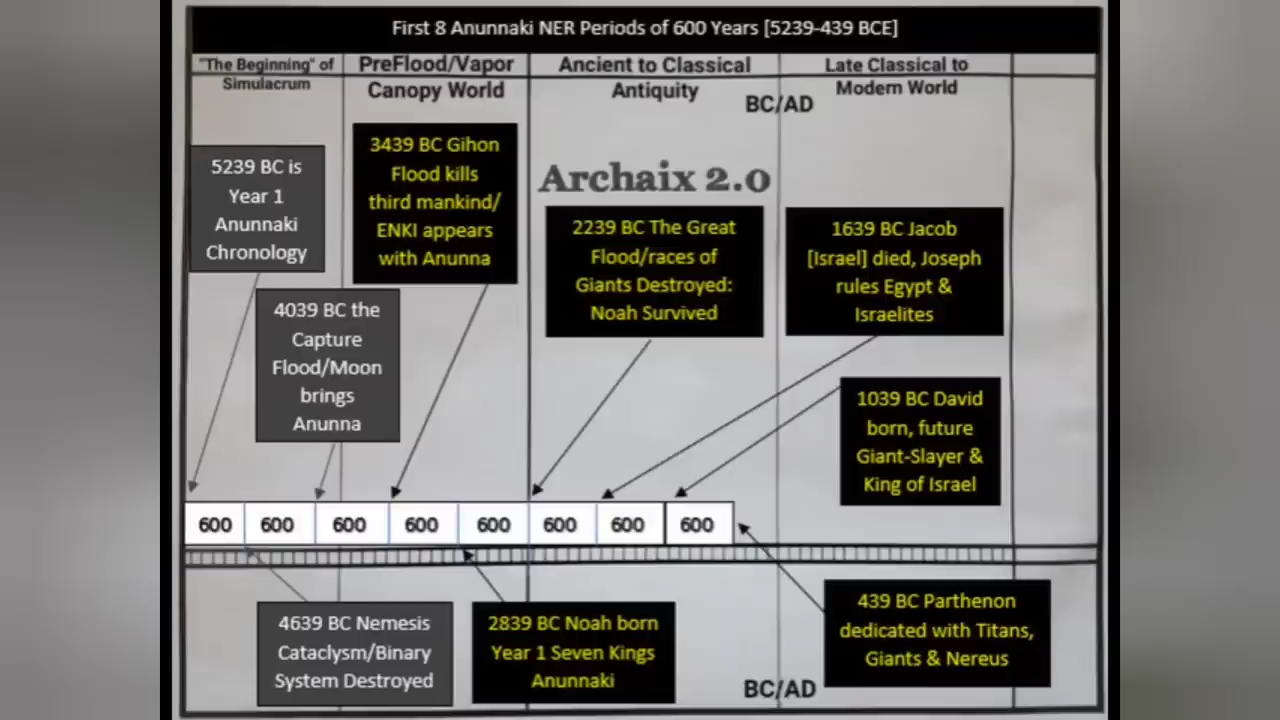 First 8 Anunnaki NER Periods of 600 Years [5239-439 BCE]
"The Beginning" of
Simulacrum
PreFlood/Vapor
Canopy World
Ancient to Classical
Antiquity
BC/AD
Late Classical to
Modern World
Archaix 2.0
5239 BC is
Year 1
Anunnaki
Chronology
4039 BC the
Capture
Flood/Moon
brings
Anunna
3439 BC Gihon
Flood kills
third mankind/
ENKI appears
with Anunna
2239 BC The Great
Flood/races of
Giants Destroyed:
Noah Survived
1639 BC Jacob
[Israel] died, Joseph
rules Egypt &
Israelites
1039 BC David
born, future
Giant-Slayer &
King of Israel
600 600 600 600 600 600 600 600
4639 BC Nemesis
Cataclysm/Binary
System Destroyed
2839 BC Noah born
Year 1 Seven Kings
Anunnaki
439 BC Parthenon
dedicated with Titans,
Giants & Nereus
BC/AD